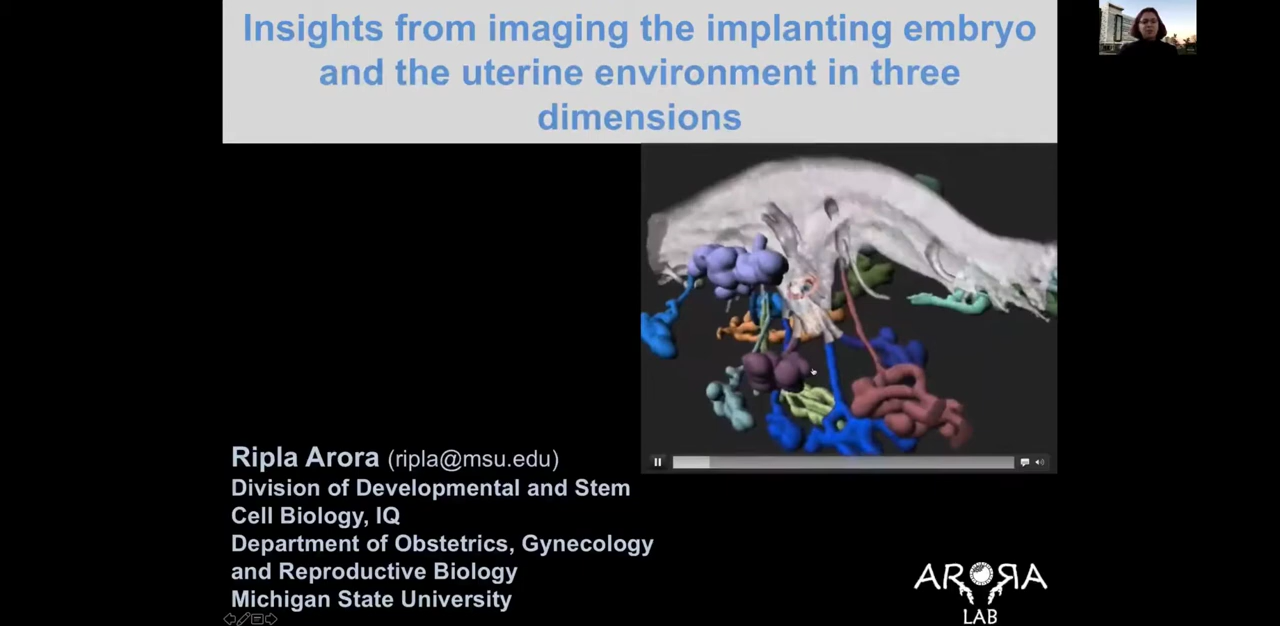 Insights from imaging the implanting embryo
and the uterine environment in three
dimensions
Ripla Arora (ripla@msu.edu)
Division of Developmental and Stem
Cell Biology, IQ
Department of Obstetrics, Gynecology
and Reproductive Biology
Michigan State University
ARORA
LAB